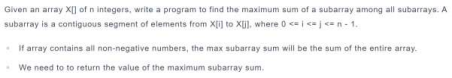 Given an array X[] of n integers, write a program to find the maximum sum of a subarray among all subarrays. A
subarray is a contiguous segment of elements from X[i] to X[j], where 0 <= i <= j <= n - 1.
◦ If array contains all non-negative numbers, the max subarray sum will be the sum of the entire array.
◦ We need to to return the value of the maximum subarray sum.